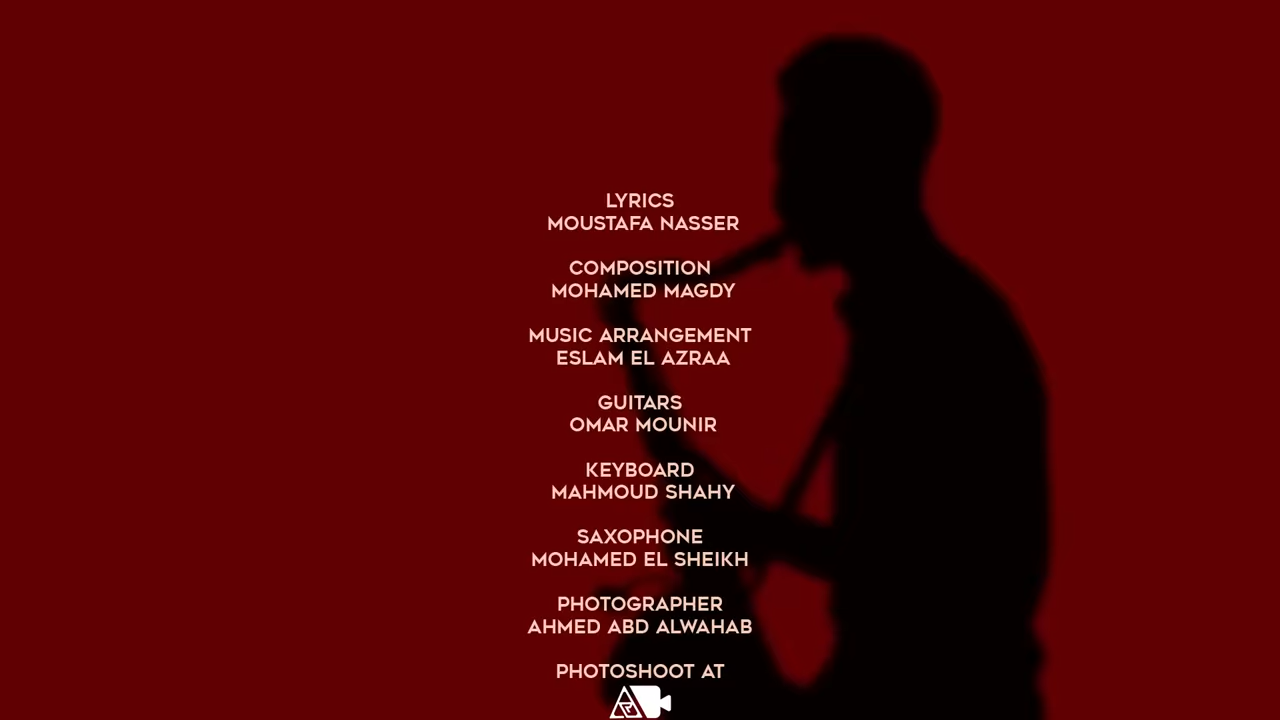 LYRICS
MOUSTAFA NASSER
COMPOSITION
MOHAMED MAGDY
MUSIC ARRANGEMENT
ESLAM EL AZRAA
GUITARS
OMAR MOUNIR
KEYBOARD
MAHMOUD SHAHY
SAXOPHONE
MOHAMED EL SHEIKH
PHOTOGRAPHER
AHMED ABD ALWAHAB
PHOTOSHOOT AT